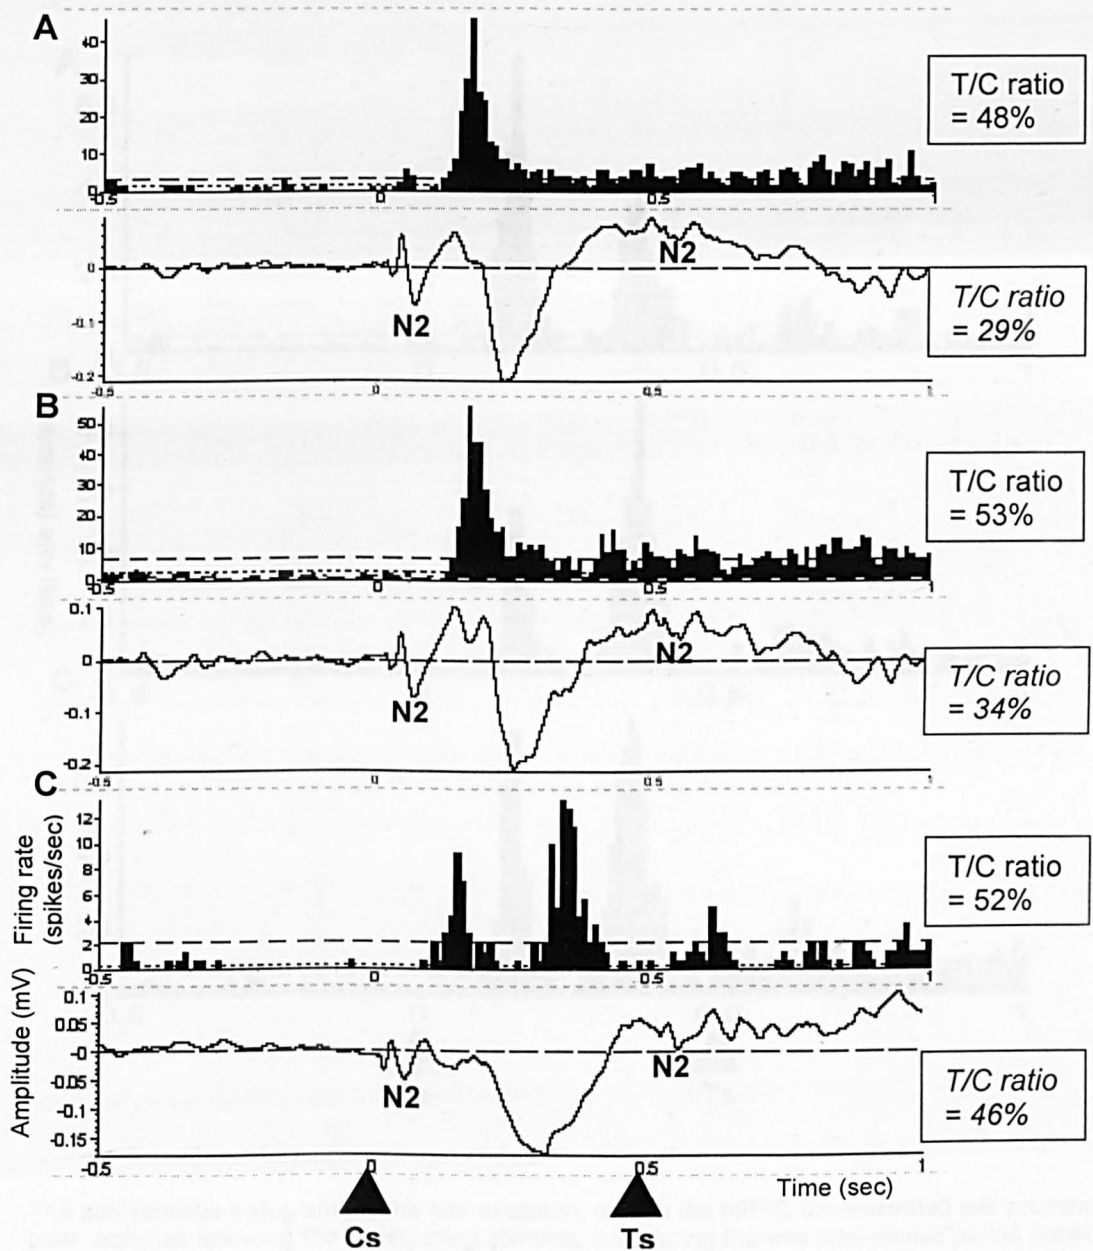 A
40
30
20
10
0
-0.5
0
0.5
1
T/C ratio
= 48%
0
-0.1
-0.2
-0.5
0
0.5
1
N2
N2
T/C ratio
= 29%
B
50
40
30
20
10
0
-0.5
0
0.5
1
T/C ratio
= 53%
0.1
0
-0.1
-0.2
-0.5
0
0.5
1
N2
N2
T/C ratio
= 34%
C
Firing rate
(spikes/sec)
12
10
8
6
4
2
0
-0.5
0
0.5
1
T/C ratio
= 52%
Amplitude (mV)
0.1
0.05
-0
-0.05
-0.1
-0.15
-0.5
0
0.5
1
N2
N2
T/C ratio
= 46%
Time (sec)
Cs
Ts